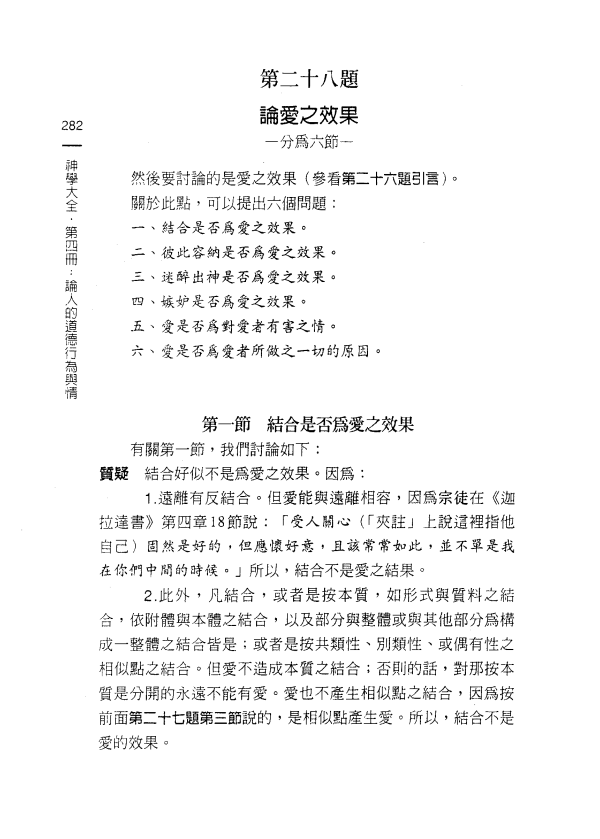 第二十八題
論愛之效果
—分爲六節—
282
神學大全．第四冊：論人的道德行為與情
然後要討論的是愛之效果（參看第二十六題引言）。
關於此點，可以提出六個問題：
一、結合是否爲愛之效果。
二、彼此容納是否爲愛之效果。
三、迷醉出神是否爲愛之效果。
四、嫉妒是否爲愛之效果。
五、愛是否爲對愛者有害之情。
六、愛是否爲愛者所做之一切的原因。
第一節　結合是否爲愛之效果
有關第一節，我們討論如下：
質疑　結合好似不是爲愛之效果。因爲：
1.遠離有反結合。但愛能與遠離相容，因爲宗徒在《迦
拉達書》第四章18節說：「受人關心（「夾註」上說這裡指他
自己）固然是好的，但應懷好意，且該常常如此，並不單是我
在你們中間的時候。」所以，結合不是愛之結果。
2.此外，凡結合，或者是按本質，如形式與質料之結
合，依附體與本體之結合，以及部分與整體或與其他部分爲構
成一整體之結合皆是；或者是按共類性、別類性、或偶有性之
相似點之結合。但愛不造成本質之結合；否則的話，對那按本
質是分開的永遠不能有愛。愛也不產生相似點之結合，因爲按
前面第二十七題第三節說的，是相似點產生愛。所以，結合不是
愛的效果。